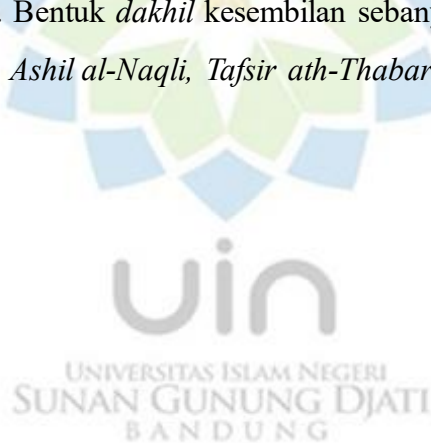 . Bentuk dakhil kesembilan sebany
Ashil al-Naqli, Tafsir ath-Thabar
uin
UNIVERSITAS ISLAM NEGERI
SUNAN GUNUNG DJATI
BANDUNG